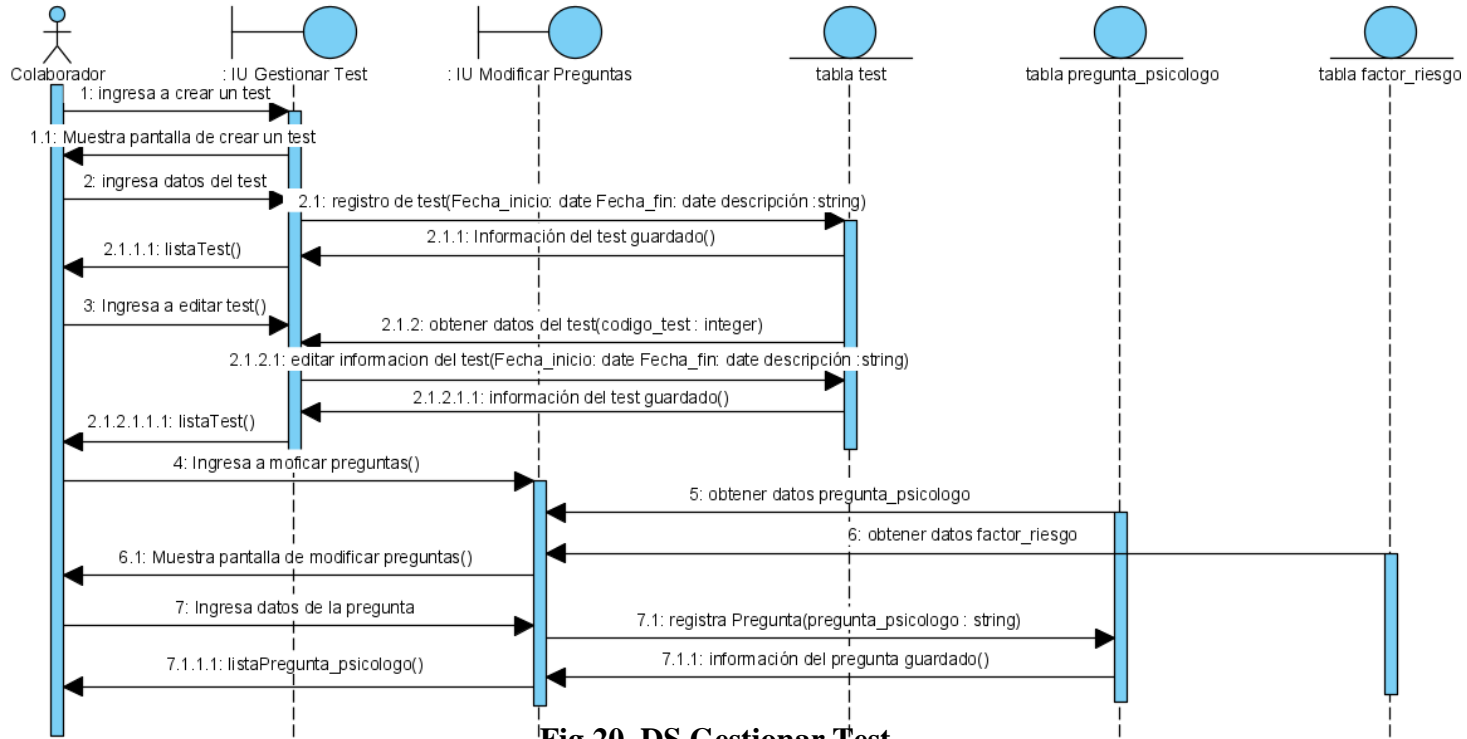 Colaborador
: IU Gestionar Test
: IU Modificar Preguntas
tabla test
tabla pregunta_psicologo
tabla factor_riesgo
1: ingresa a crear un test
1.1: Muestra pantalla de crear un test
2: ingresa datos del test
2.1: registro de test(Fecha_inicio: date Fecha_fin: date descripción :string)
2.1.1: Información del test guardado()
2.1.1.1: listaTest()
3: Ingresa a editar test()
2.1.2: obtener datos del test(codigo_test : integer)
2.1.2.1: editar informacion del test(Fecha_inicio: date Fecha_fin: date descripción :string)
2.1.2.1.1: información del test guardado()
2.1.2.1.1.1: listaTest()
4: Ingresa a moficar preguntas()
5: obtener datos pregunta_psicologo
6: obtener datos factor_riesgo
6.1: Muestra pantalla de modificar preguntas()
7: Ingresa datos de la pregunta
7.1: registra Pregunta(pregunta_psicologo : string)
7.1.1: información del pregunta guardado()
7.1.1.1: listaPregunta_psicologo()
Fig 20. DS Gestionar Test